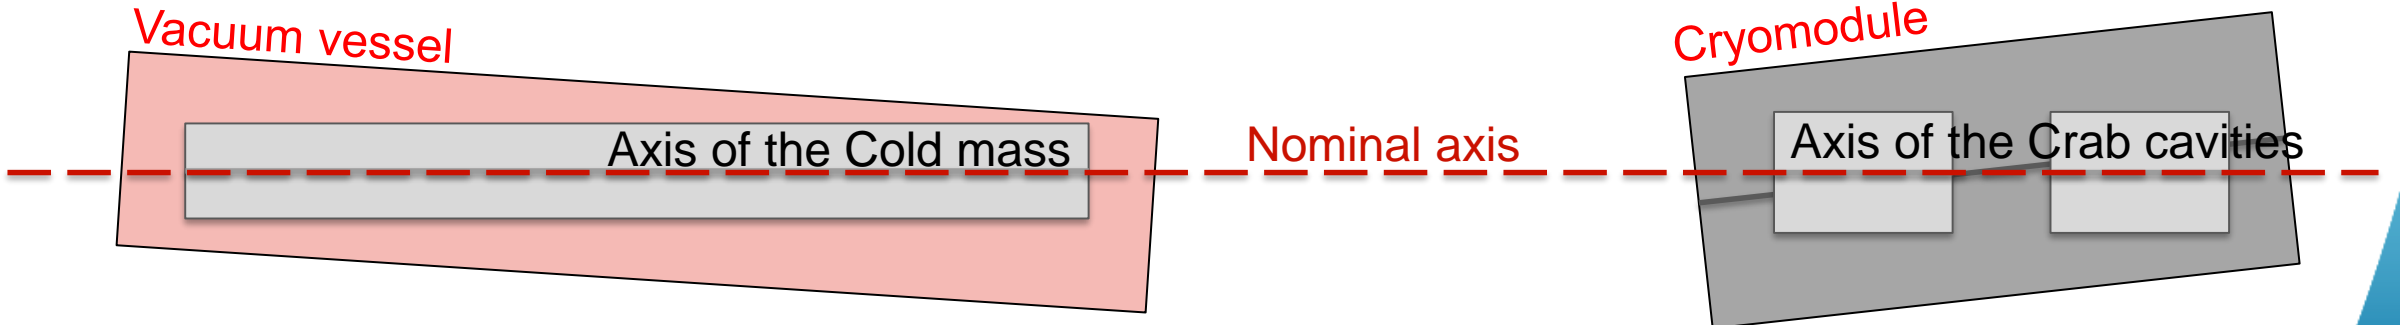 Vacuum vessel
Cryomodule
Axis of the Cold mass
Nominal axis
Axis of the Crab cavities